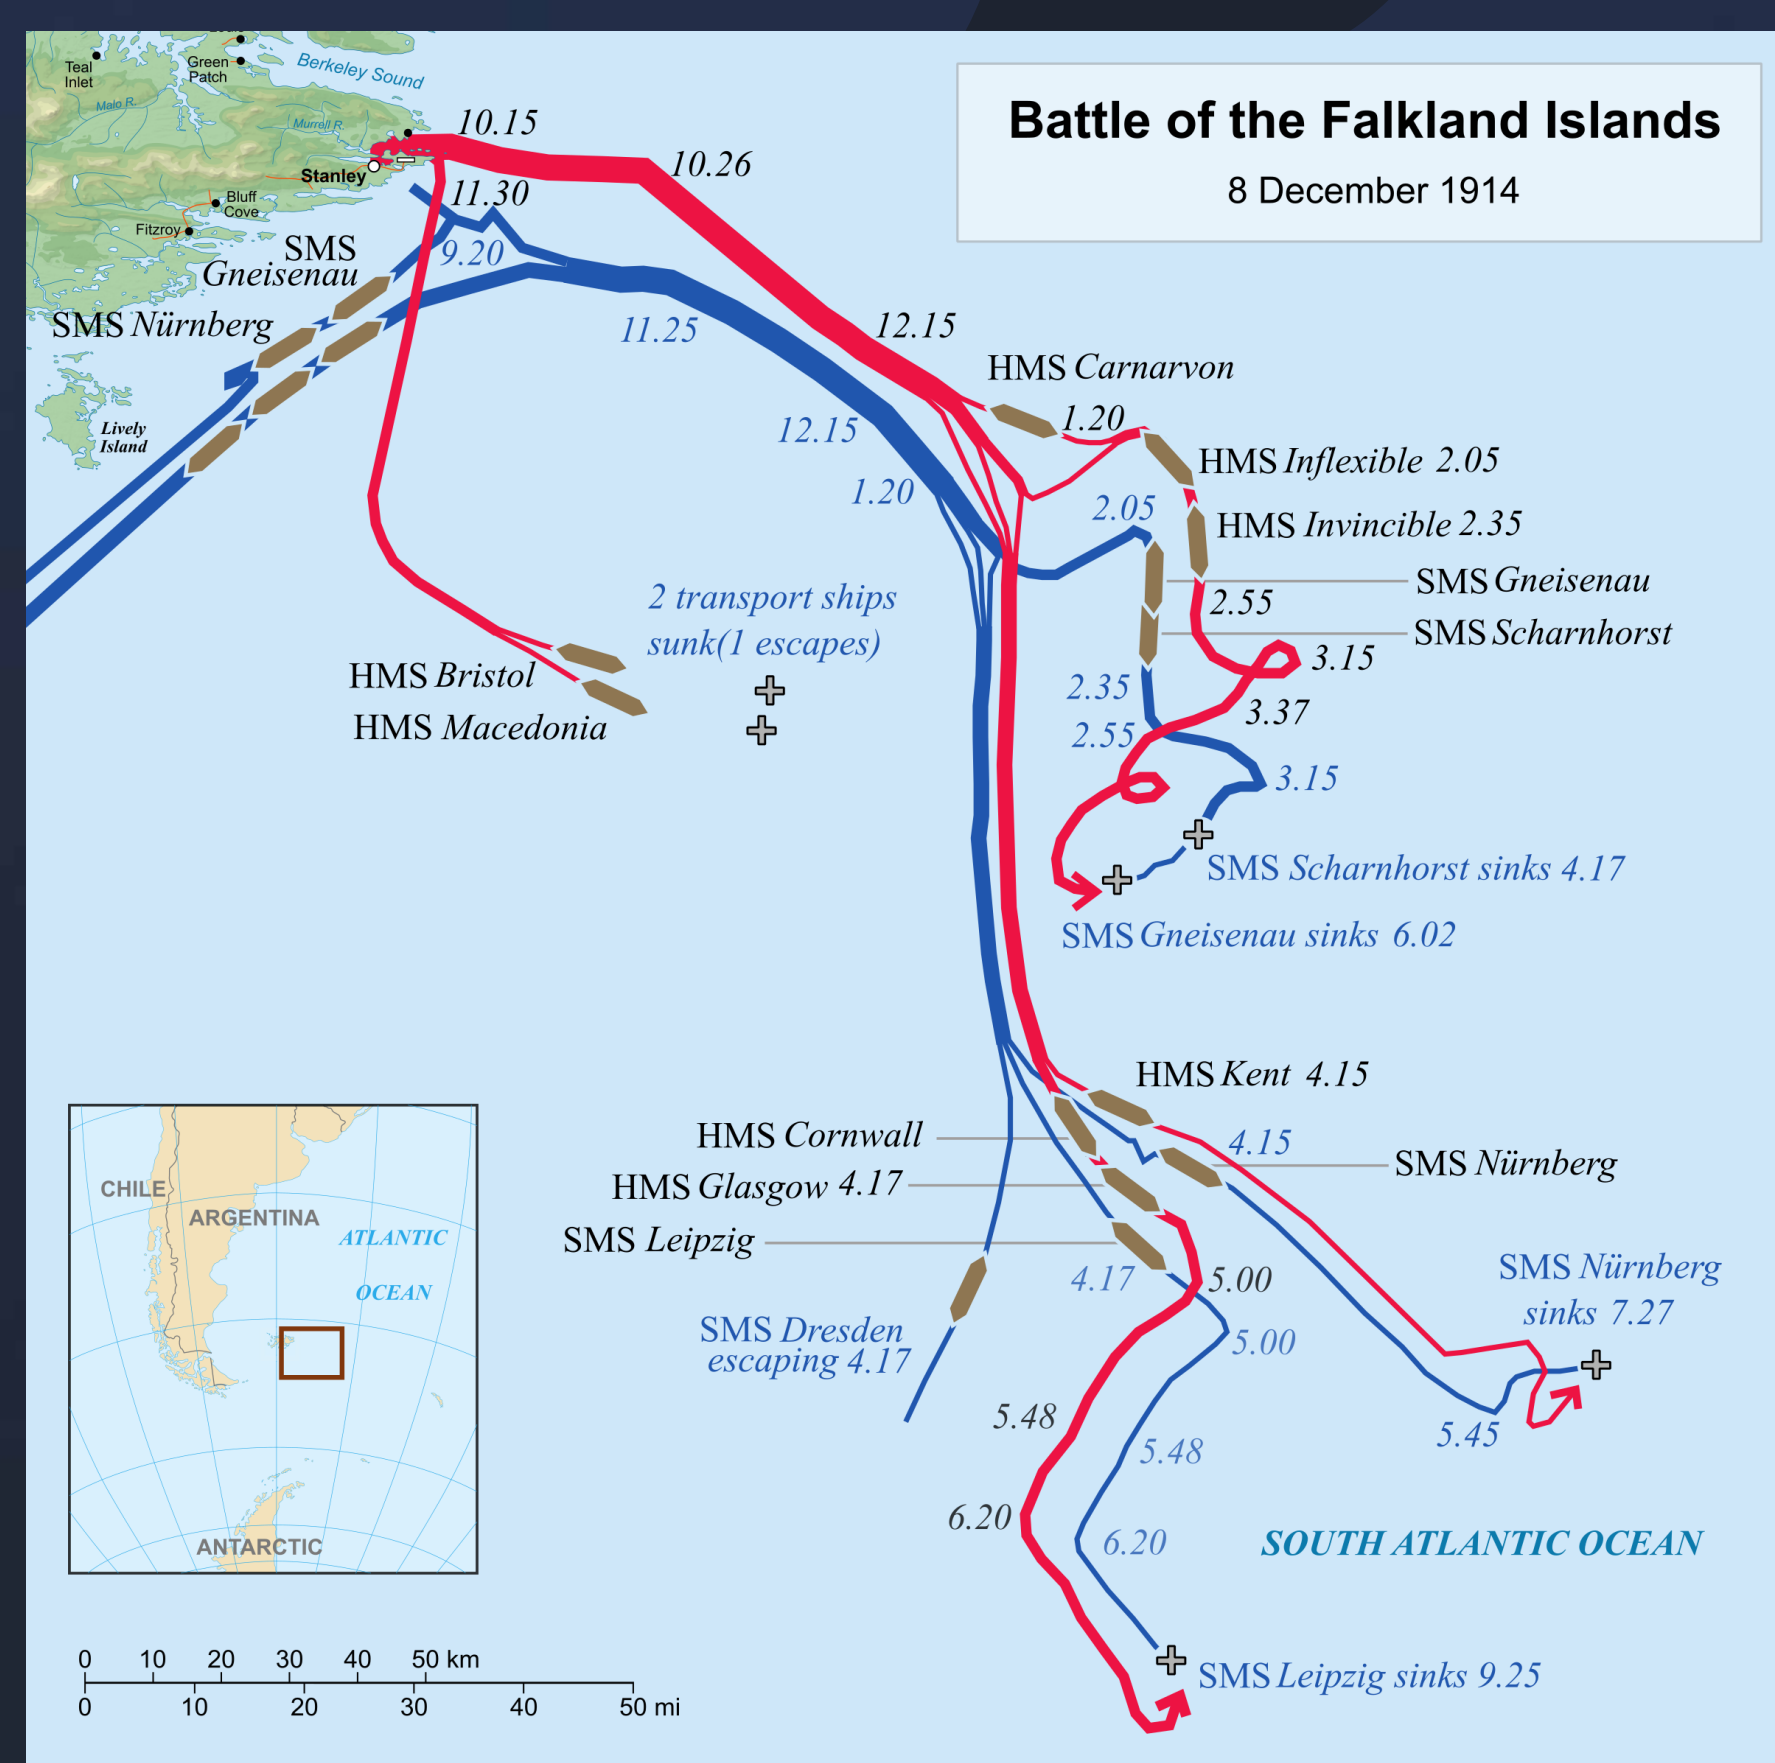 Battle of the Falkland Islands
8 December 1914
Teal
Inlet
Green
Patch
Berkeley Sound
Malo R.
Murrell R.
Stanley
Bluff
Cove
Fitzroy
Lively
Island
10.15
10.26
11.30
9.20
SMS
Gneisenau
SMS Nürnberg
11.25
12.15
12.15
1.20
HMS Carnarvon
1.20
HMS Inflexible 2.05
2.05
HMS Invincible 2.35
SMS Gneisenau
2.55
SMS Scharnhorst
3.15
2.35
3.37
2.55
3.15
2 transport ships
sunk(1 escapes)
HMS Bristol
HMS Macedonia
SMS Scharnhorst sinks 4.17
SMS Gneisenau sinks 6.02
HMS Kent 4.15
HMS Cornwall
4.15
SMS Nürnberg
HMS Glasgow 4.17
SMS Leipzig
4.17
5.00
SMS Nürnberg
sinks 7.27
SMS Dresden
escaping 4.17
5.00
5.48
5.48
5.45
6.20
6.20
SOUTH ATLANTIC OCEAN
SMS Leipzig sinks 9.25
CHILE
ARGENTINA
ATLANTIC
OCEAN
ANTARCTIC
0 10 20 30 40 50 km
0 10 20 30 40 50 mi